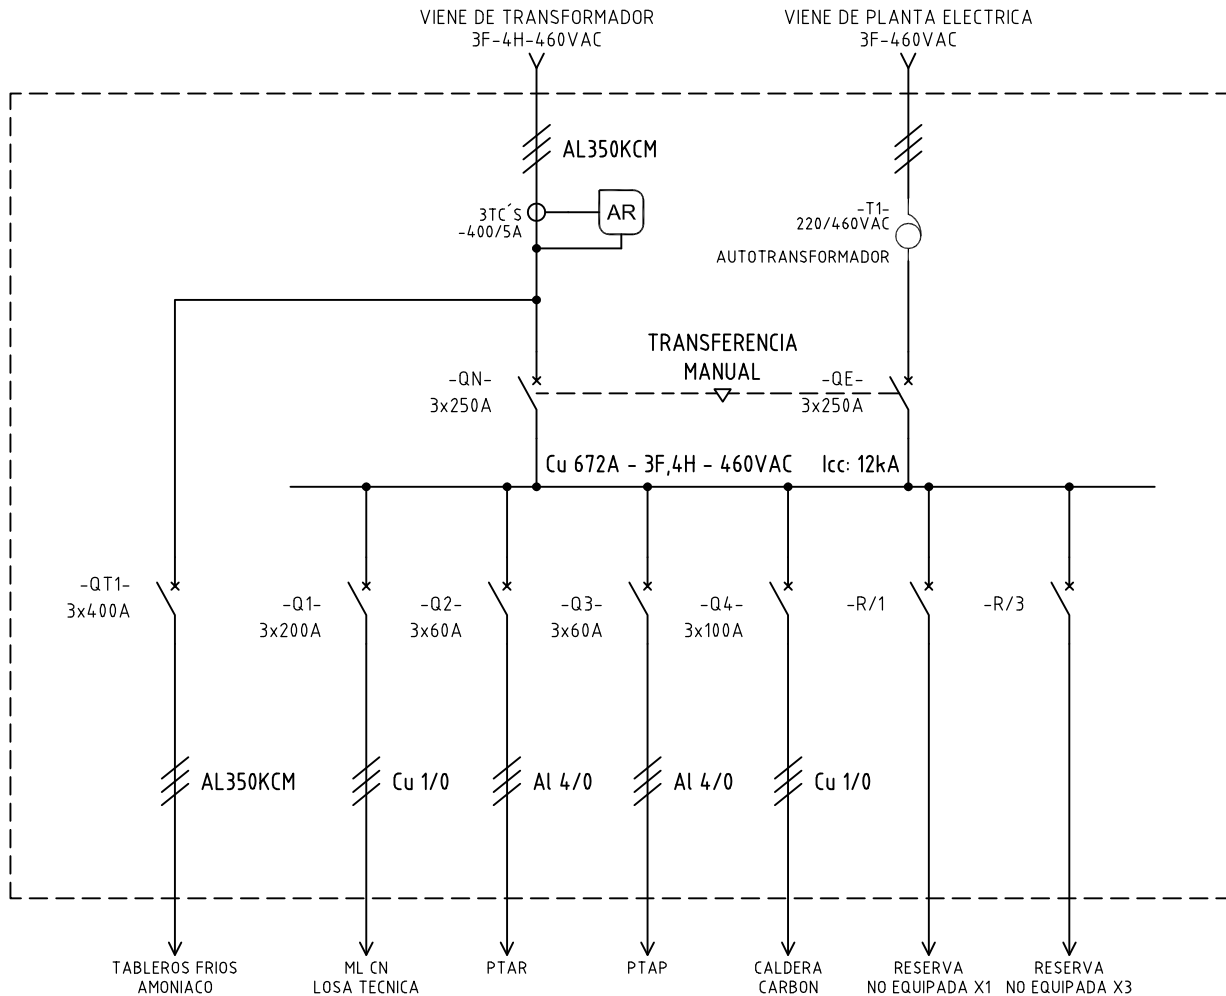 VIENE DE TRANSFORMADOR
3F-4H-460VAC
VIENE DE PLANTA ELECTRICA
3F-460VAC
AL350KCM
3TC´S
-400/5A
AR
-T1-
220/460VAC
AUTOTRANSFORMADOR
TRANSFERENCIA
MANUAL
-QN-
3x250A
-QE-
3x250A
Cu 672A - 3F,4H - 460VAC Icc: 12kA
-QT1-
3x400A
-Q1-
3x200A
-Q2-
3x60A
-Q3-
3x60A
-Q4-
3x100A
-R/1
-R/3
AL350KCM
Cu 1/0
Al 4/0
Al 4/0
Cu 1/0
TABLEROS FRIOS
AMONIACO
ML CN
LOSA TECNICA
PTAR
PTAP
CALDERA
CARBON
RESERVA
NO EQUIPADA X1
RESERVA
NO EQUIPADA X3